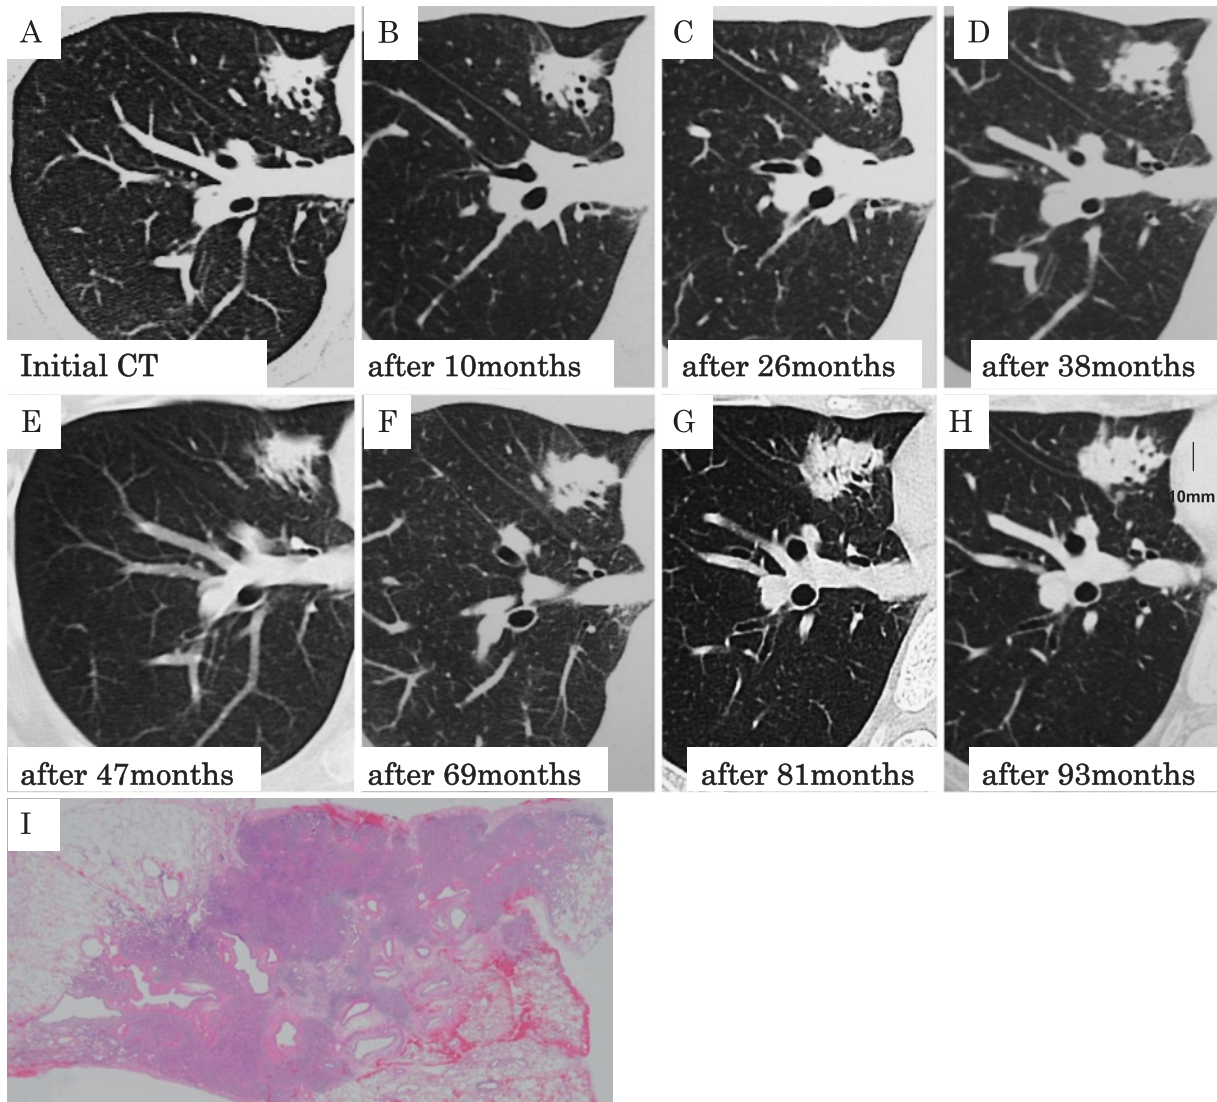 A
B
C
D
Initial CT
after 10months
after 26months
after 38months
E
F
G
H
10mm
after 47months
after 69months
after 81months
after 93months
I